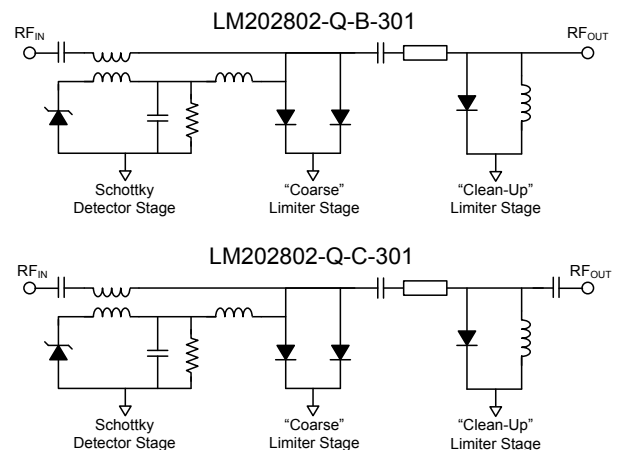 LM202802-Q-B-301
RFIN
RFOUT
Schottky
Detector Stage
“Coarse”
Limiter Stage
“Clean-Up”
Limiter Stage
LM202802-Q-C-301
RFIN
RFOUT
Schottky
Detector Stage
“Coarse”
Limiter Stage
“Clean-Up”
Limiter Stage